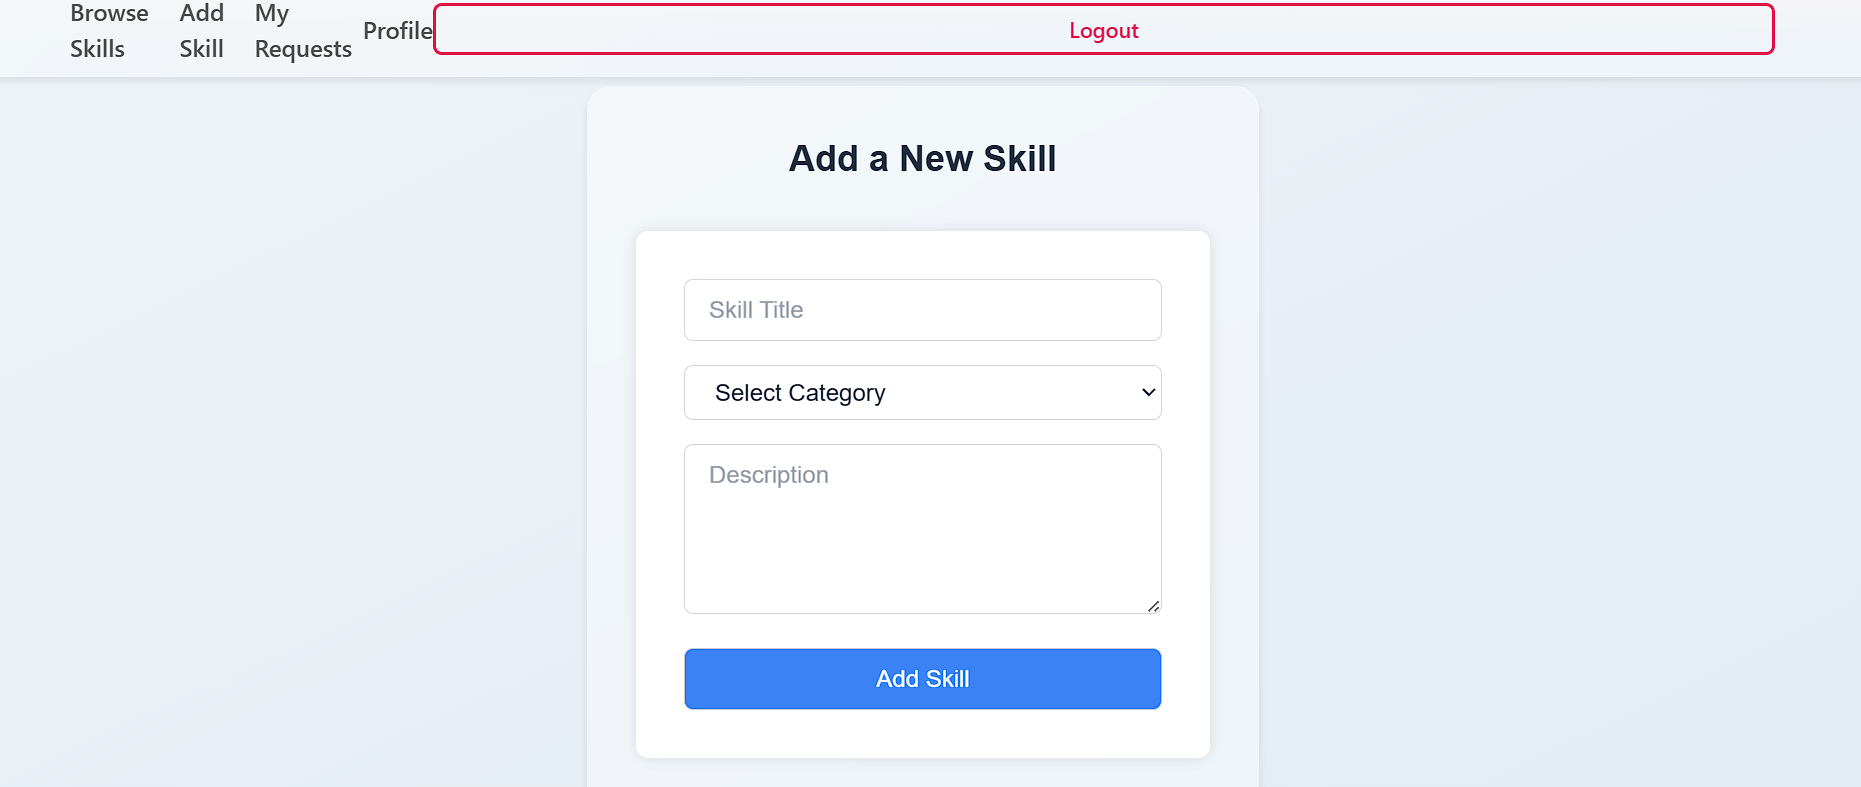 Browse Skills
Add Skill
My Requests
Profile
Logout
Add a New Skill
Skill Title
Select Category
Description
Add Skill